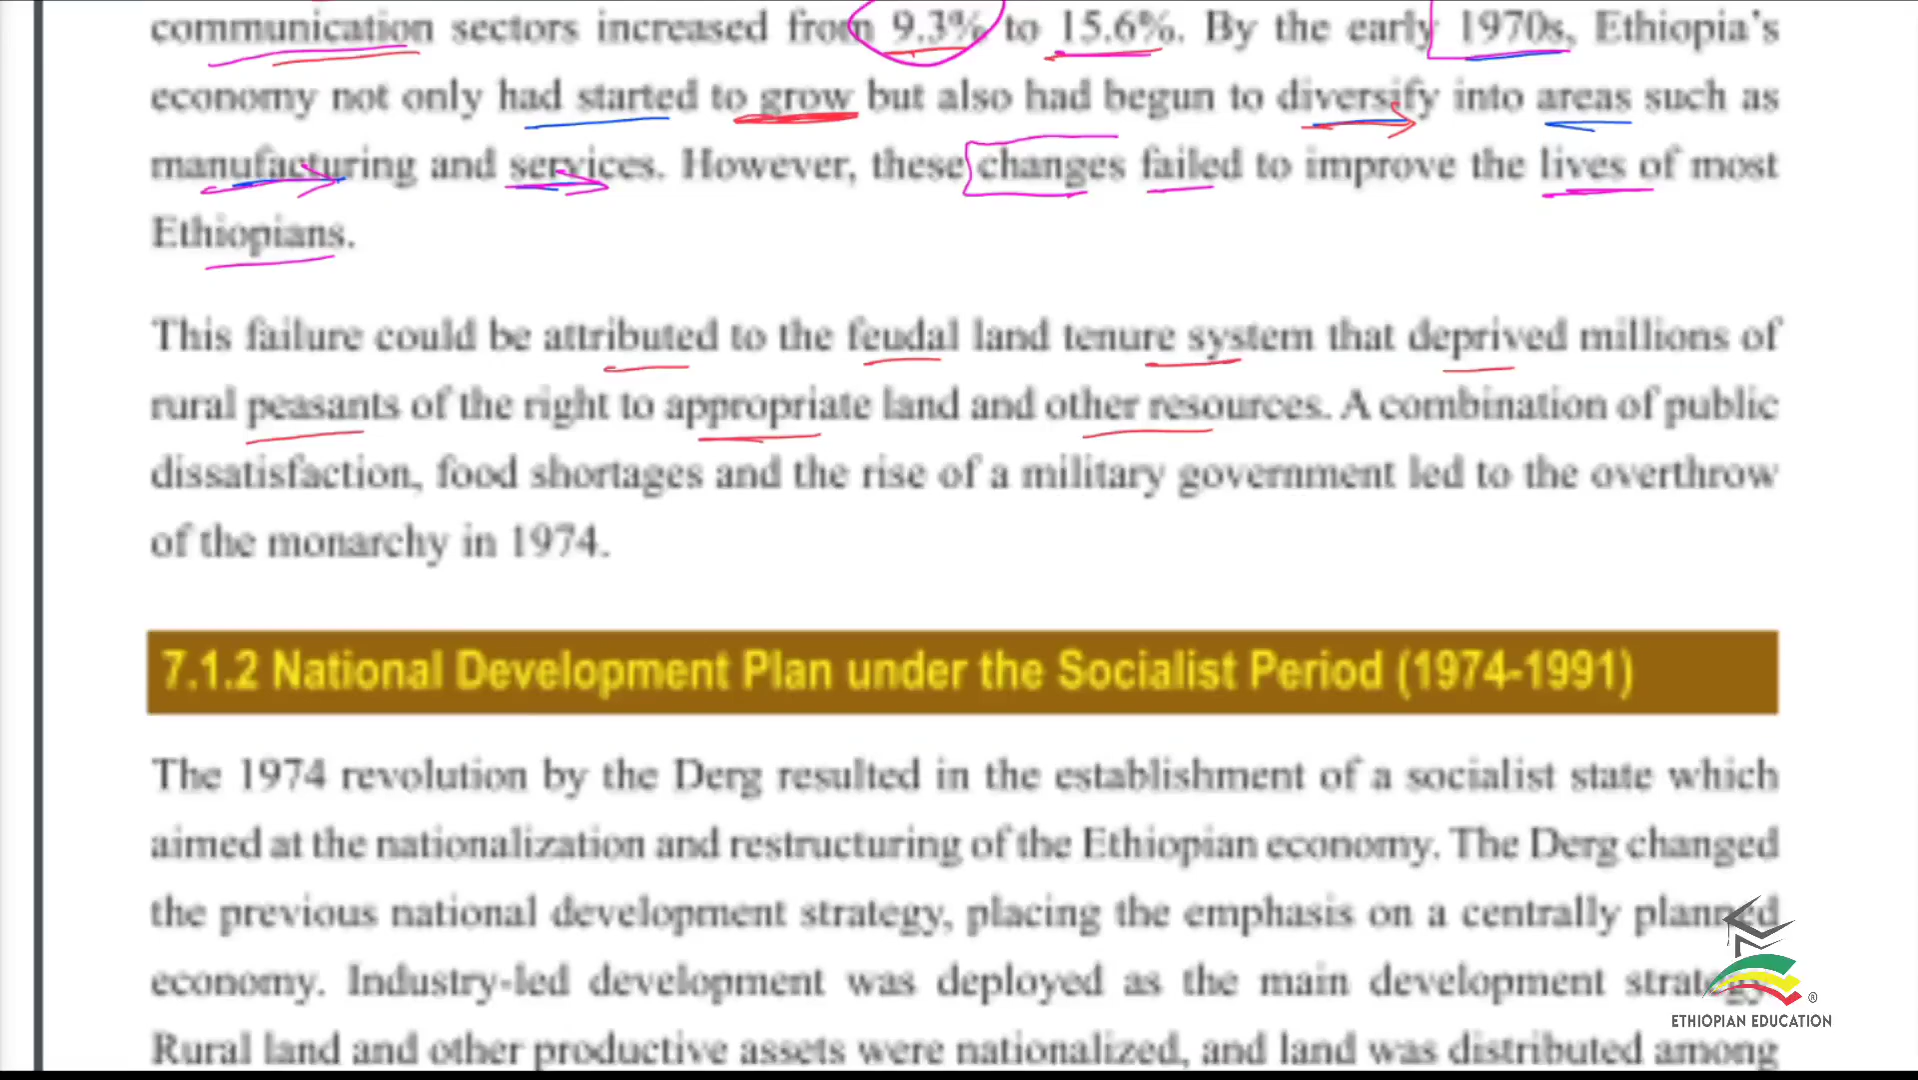 communication sectors increased from 9.3% to 15.6%. By the early 1970s, Ethiopia's
economy not only had started to grow but also had begun to diversify into areas such as
manufacturing and services. However, these changes failed to improve the lives of most
Ethiopians.
This failure could be attributed to the feudal land tenure system that deprived millions of
rural peasants of the right to appropriate land and other resources. A combination of public
dissatisfaction, food shortages and the rise of a military government led to the overthrow
of the monarchy in 1974.
7.1.2 National Development Plan under the Socialist Period (1974-1991)
The 1974 revolution by the Derg resulted in the establishment of a socialist state which
aimed at the nationalization and restructuring of the Ethiopian economy. The Derg changed
the previous national development strategy, placing the emphasis on a centrally planned
economy. Industry-led development was deployed as the main development strategy.
Rural land and other productive assets were nationalized, and land was distributed among
® 
ETHIOPIAN EDUCATION